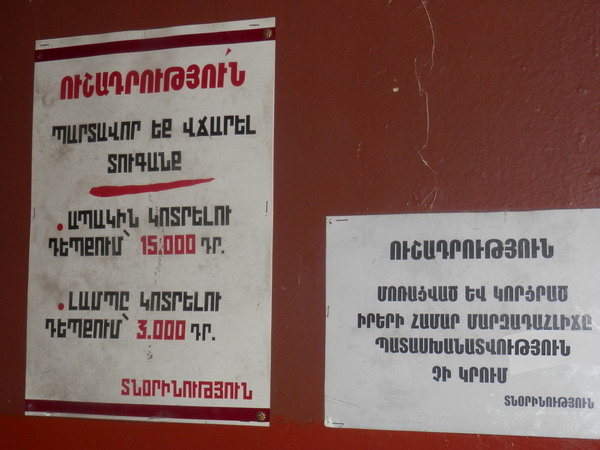 ՈՒՇԱԴՐՈՒԹՅՈՒ՛Ն
ՊԱՐՏԱՎՈՐ ԵՔ ՎՃԱՐԵԼ
ՏՈՒԳԱՆՔ
• ԱՊԱԿԻՆ ԿՈՏՐԵԼՈՒ
ԴԵՊՔՈՒՄ՝ 15.000 ԴՐ.
• ԼԱՄՊԸ ԿՈՏՐԵԼՈՒ
ԴԵՊՔՈՒՄ՝ 3.000 ԴՐ.
ՏՆՕՐԻՆՈՒԹՅՈՒՆ
ՈՒՇԱԴՐՈՒԹՅՈՒՆ
ՄՈՌԱՑՎԱԾ ԵՎ ԿՈՐՑՐԱԾ
ԻՐԵՐԻ ՀԱՄԱՐ ՄԱՐԶԱԴԱՀԼԻՃԸ
ՊԱՏԱՍԽԱՆԱՏՎՈՒԹՅՈՒՆ
ՉԻ ԿՐՈՒՄ
ՏՆՕՐԻՆՈՒԹՅՈՒՆ